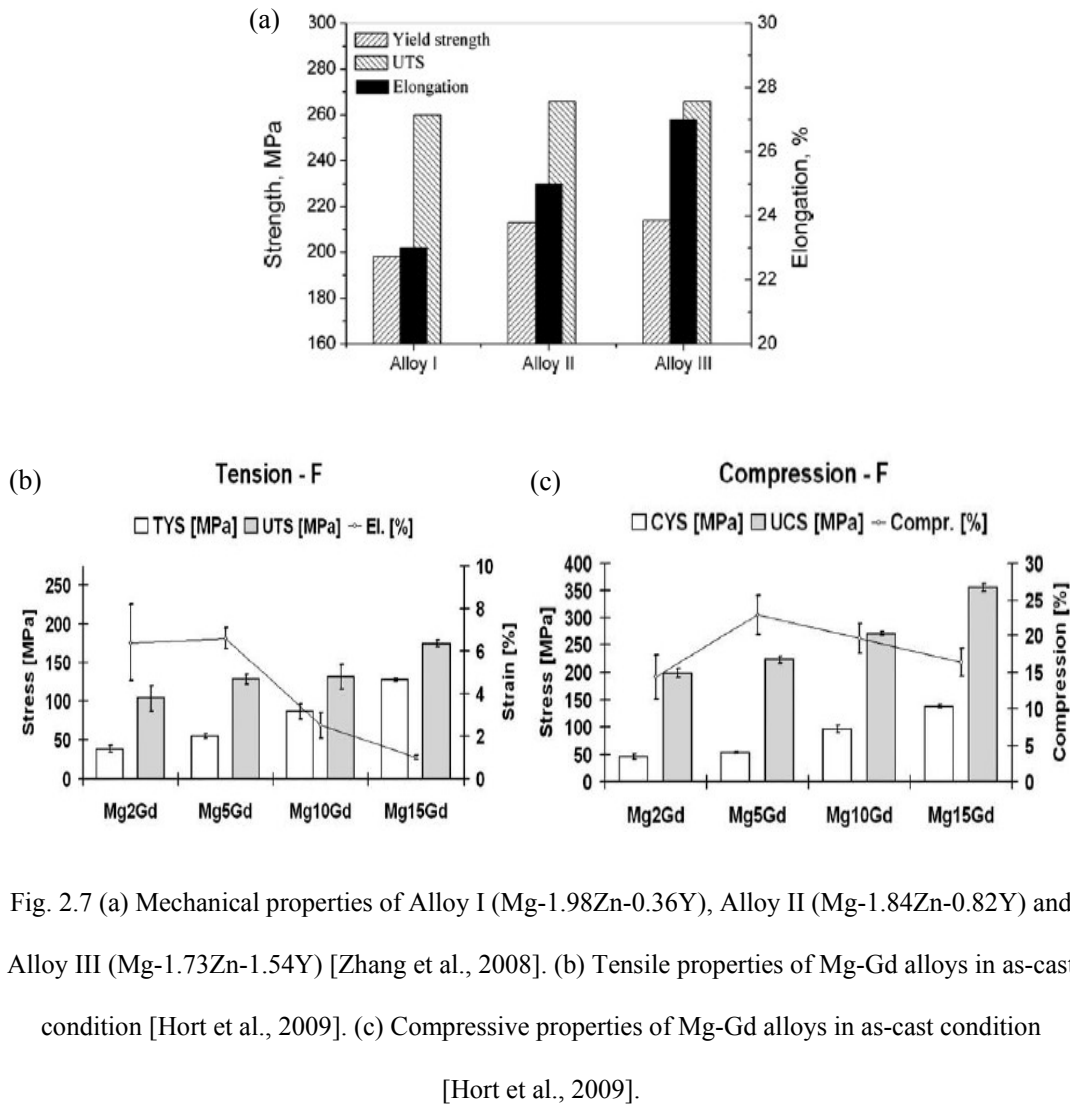 (a)
300
280
260
240
220
200
180
160
Strength, MPa
Yield strength
UTS
Elongation
30
28
26
24
22
20
Elongation, %
Alloy I
Alloy II
Alloy III
(b)
Tension - F
TYS [MPa] UTS [MPa] El. [%]
250
200
150
100
50
0
Stress [MPa]
10
8
6
4
2
0
Strain [%]
Mg2Gd Mg5Gd Mg10Gd Mg15Gd
(c)
Compression - F
CYS [MPa] UCS [MPa] Compr. [%]
400
350
300
250
200
150
100
50
0
Stress [MPa]
30
25
20
15
10
5
0
Compression [%]
Mg2Gd Mg5Gd Mg10Gd Mg15Gd
Fig. 2.7 (a) Mechanical properties of Alloy I (Mg-1.98Zn-0.36Y), Alloy II (Mg-1.84Zn-0.82Y) and
Alloy III (Mg-1.73Zn-1.54Y) [Zhang et al., 2008]. (b) Tensile properties of Mg-Gd alloys in as-cast
condition [Hort et al., 2009]. (c) Compressive properties of Mg-Gd alloys in as-cast condition
[Hort et al., 2009].